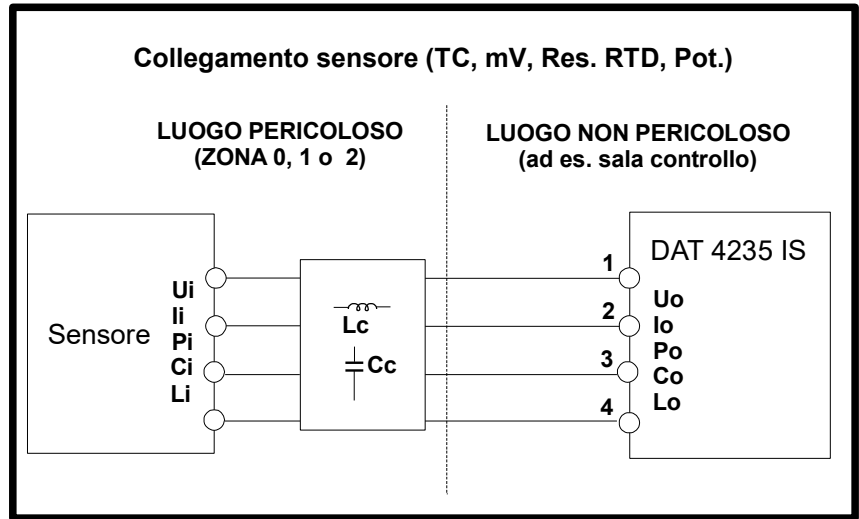 Collegamento sensore (TC, mV, Res. RTD, Pot.)
LUOGO PERICOLOSO
(ZONA 0, 1 o 2)
LUOGO NON PERICOLOSO
(ad es. sala controllo)
Sensore
Ui
Ii
Pi
Ci
Li
Lc
Cc
1
2
3
4
DAT 4235 IS
Uo
Io
Po
Co
Lo